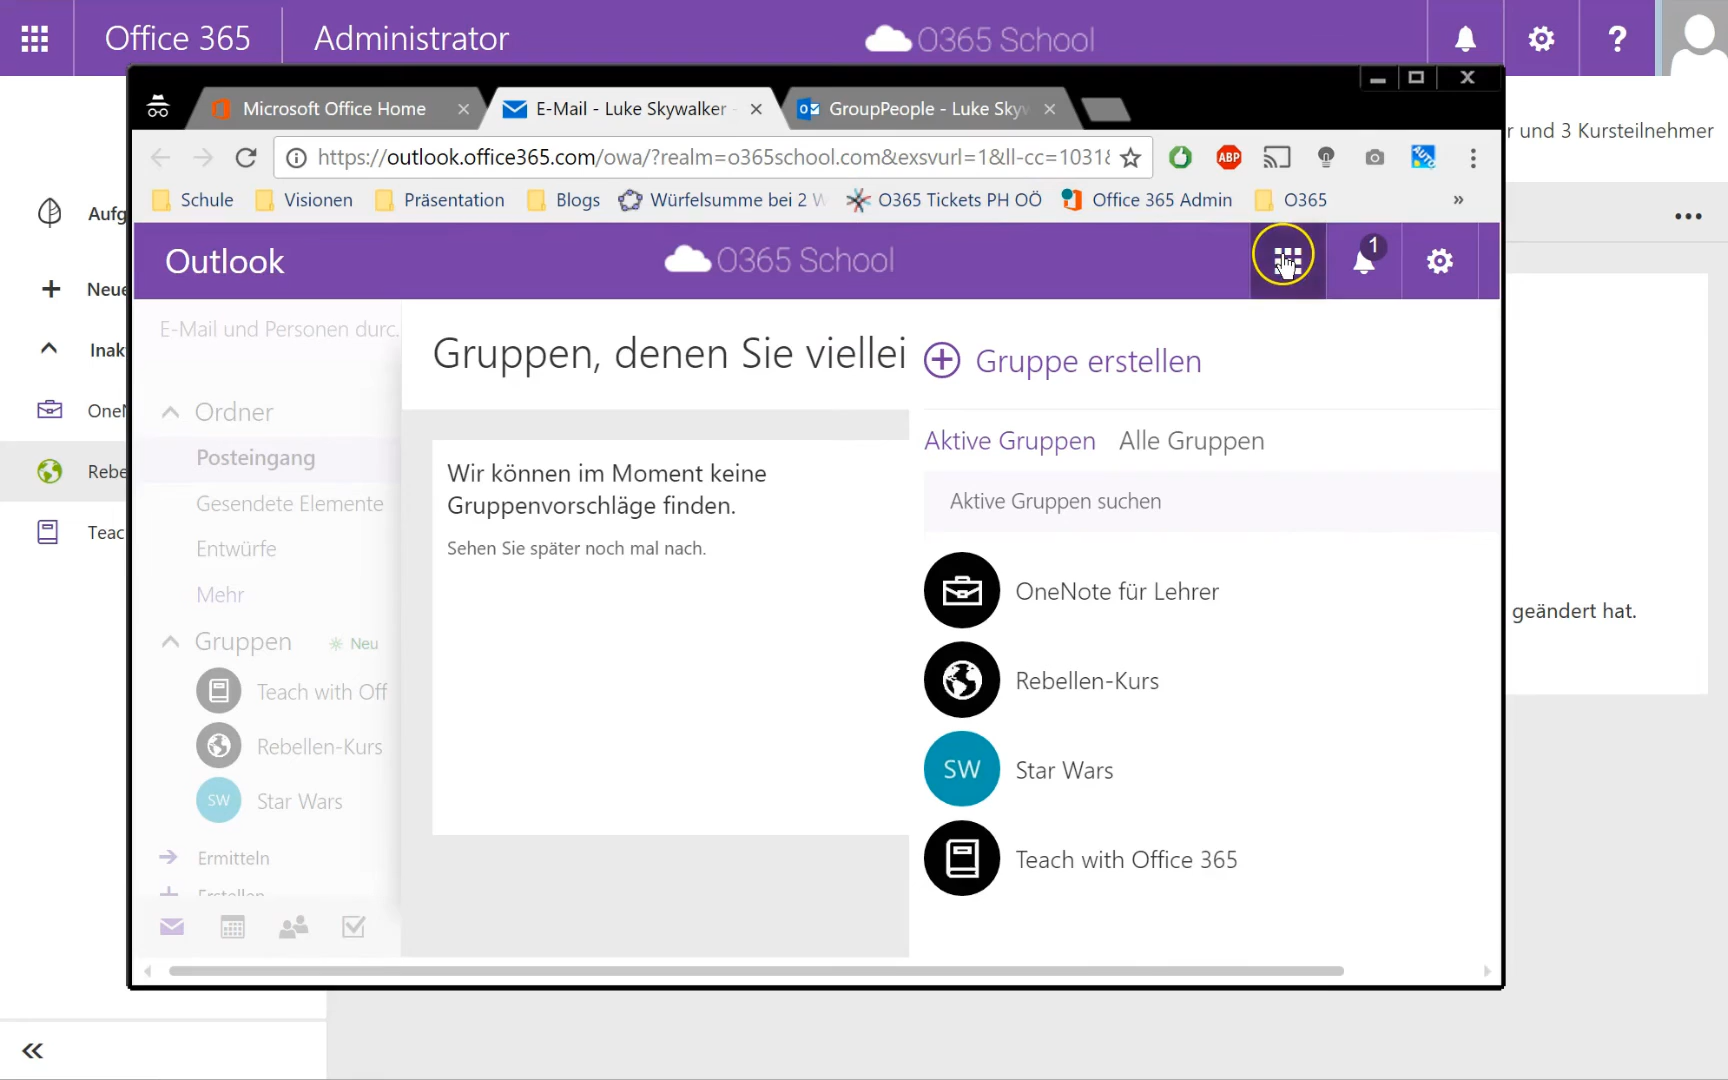 Office 365
Administrator
O365 School
Microsoft Office Home
E-Mail - Luke Skywalker -
GroupPeople - Luke Sky
https://outlook.office365.com/owa/?realm=o365school.com&exsvurl=1&ll-cc=1031&
ABP
AUTO
Schule
Visionen
Präsentation
Blogs
Würfelsumme bei 2 W
O365 Tickets PH OÖ
Office 365 Admin
O365
»
r und 3 Kursteilnehmer
Aufg
Neue
Inak
OneN
Rebe
Teac
Outlook
O365 School
1
E-Mail und Personen durc.
Ordner
Posteingang
Gesendete Elemente
Entwürfe
Mehr
Gruppen
Neu
Teach with Off
Rebellen-Kurs
SW
Star Wars
Ermitteln
Erstellen
Gruppen, denen Sie viellei
Wir können im Moment keine
Gruppenvorschläge finden.
Sehen Sie später noch mal nach.
Gruppe erstellen
Aktive Gruppen
Alle Gruppen
Aktive Gruppen suchen
OneNote für Lehrer
Rebellen-Kurs
SW
Star Wars
Teach with Office 365
geändert hat.